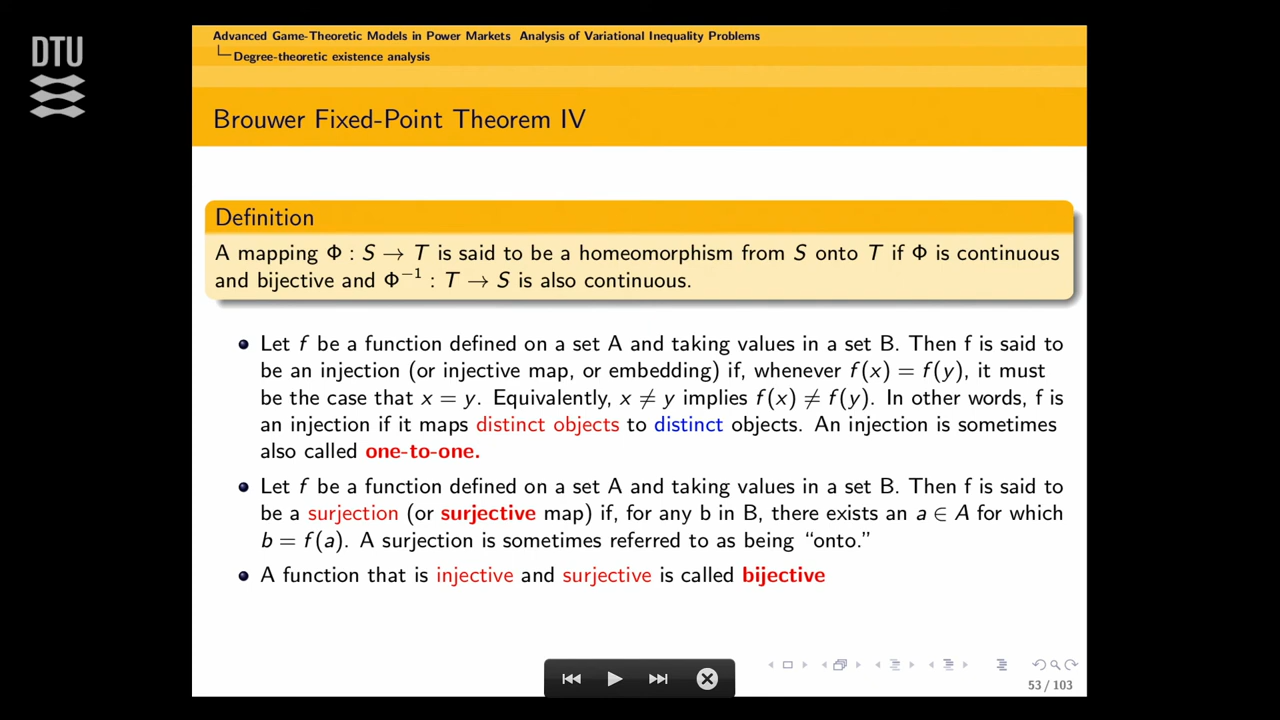 DTU
Advanced Game-Theoretic Models in Power Markets Analysis of Variational Inequality Problems
Degree-theoretic existence analysis
Brouwer Fixed-Point Theorem IV
Definition
A mapping Φ : S → T is said to be a homeomorphism from S onto T if Φ is continuous
and bijective and Φ⁻¹ : T → S is also continuous.
Let f be a function defined on a set A and taking values in a set B. Then f is said to
be an injection (or injective map, or embedding) if, whenever f(x) = f(y), it must
be the case that x = y. Equivalently, x ≠ y implies f(x) ≠ f(y). In other words, f is
an injection if it maps distinct objects to distinct objects. An injection is sometimes
also called one-to-one.
Let f be a function defined on a set A and taking values in a set B. Then f is said to
be a surjection (or surjective map) if, for any b in B, there exists an a ∈ A for which
b = f(a). A surjection is sometimes referred to as being “onto.”
A function that is injective and surjective is called bijective
53 / 103